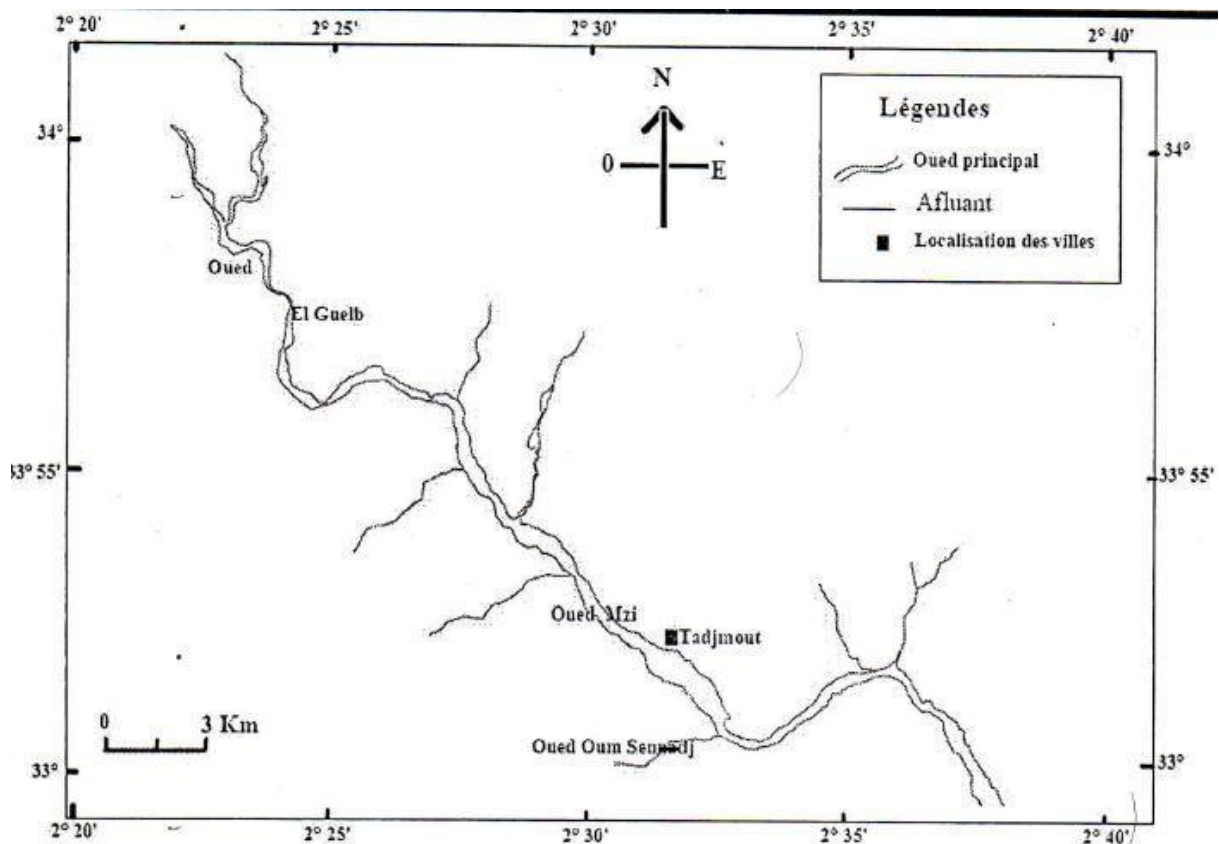 2° 20'
2° 25'
2° 30'
2° 35'
2° 40'
N
0
E
Légendes
Oued principal
Afluant
Localisation des villes
34°
34°
Oued
El Guelb
33° 55'
33° 55'
Oued Mzi
Tadjmout
0
3 Km
Oued Oum Sennadj
33°
33°
2° 20'
2° 25'
2° 30'
2° 35'
2° 40'